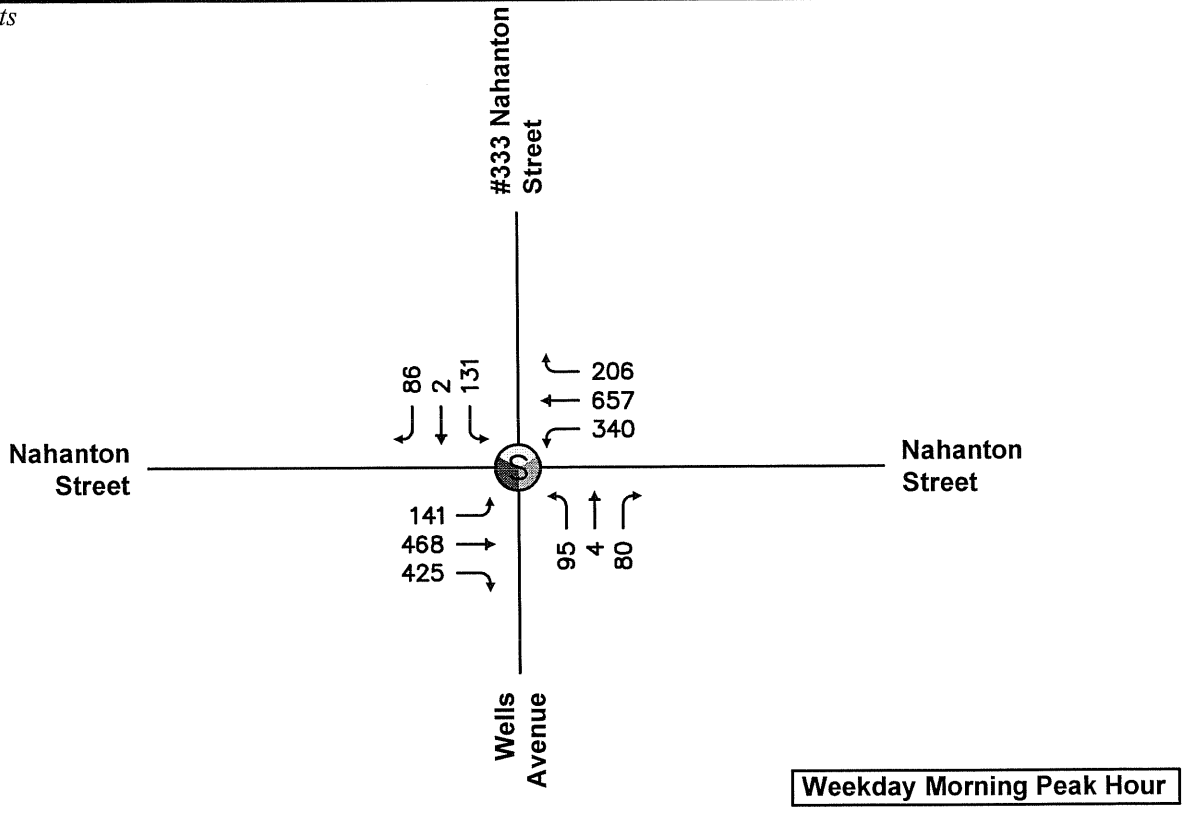 ts
#333 Nahanton
Street
86
2
131
206
657
340
Nahanton
Street
S
Nahanton
Street
141
468
425
95
4
80
Wells
Avenue
Weekday Morning Peak Hour